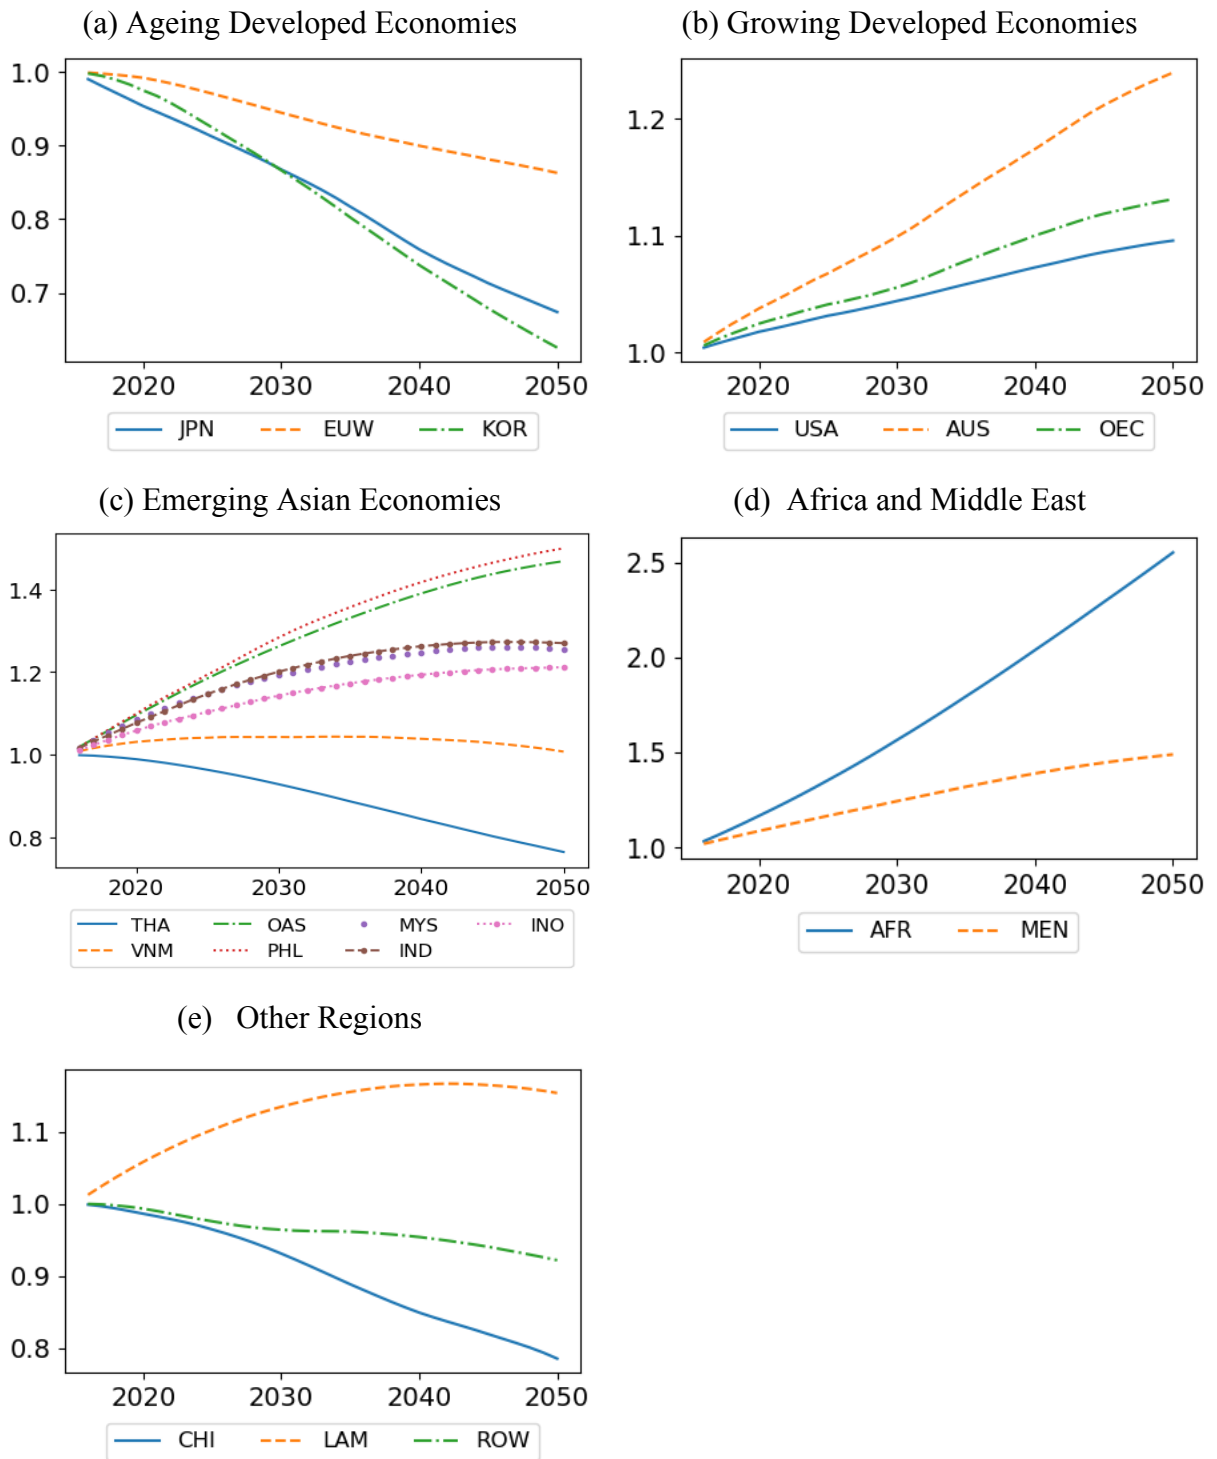 (a) Ageing Developed Economies
1.0
0.9
0.8
0.7
2020 2030 2040 2050
JPN EUW KOR
(b) Growing Developed Economies
1.2
1.1
1.0
2020 2030 2040 2050
USA AUS OEC
(c) Emerging Asian Economies
1.4
1.2
1.0
0.8
2020 2030 2040 2050
THA OAS MYS INO
VNM PHL IND
(d) Africa and Middle East
2.5
2.0
1.5
1.0
2020 2030 2040 2050
AFR MEN
(e) Other Regions
1.1
1.0
0.9
0.8
2020 2030 2040 2050
CHI LAM ROW